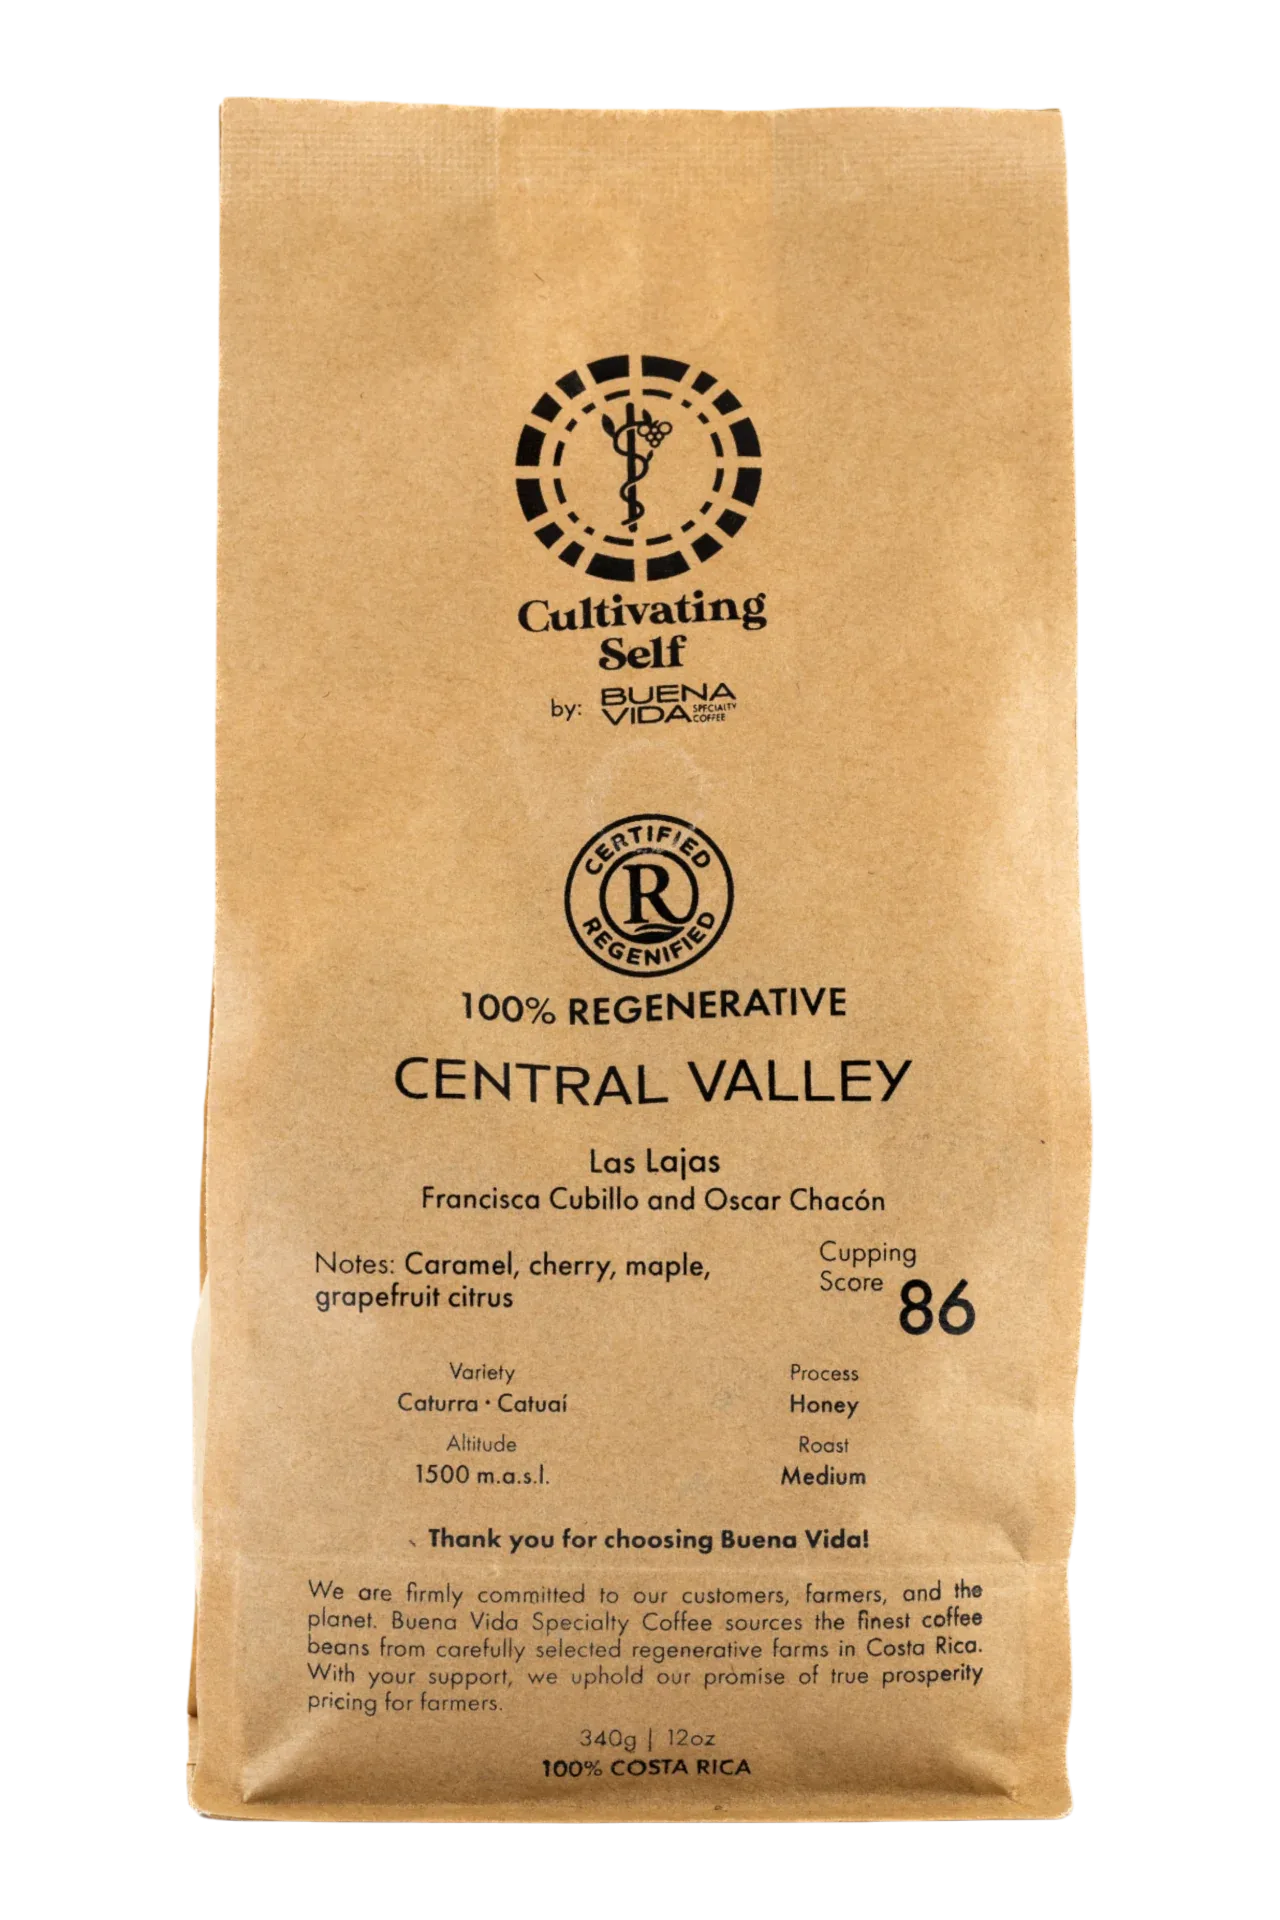 Cultivating
Self
by: BUENA
VIDA SPECIALTY
COFFEE
CERTIFIED
R
REGENIFIED
100% REGENERATIVE
CENTRAL VALLEY
Las Lajas
Francisca Cubillo and Oscar Chacón
Notes: Caramel, cherry, maple,
grapefruit citrus
Cupping
Score 86
Variety
Caturra · Catuaí
Process
Honey
Altitude
1500 m.a.s.l.
Roast
Medium
Thank you for choosing Buena Vida!
We are firmly committed to our customers, farmers, and the
planet. Buena Vida Specialty Coffee sources the finest coffee
beans from carefully selected regenerative farms in Costa Rica.
With your support, we uphold our promise of true prosperity
pricing for farmers.
340g | 12oz
100% COSTA RICA